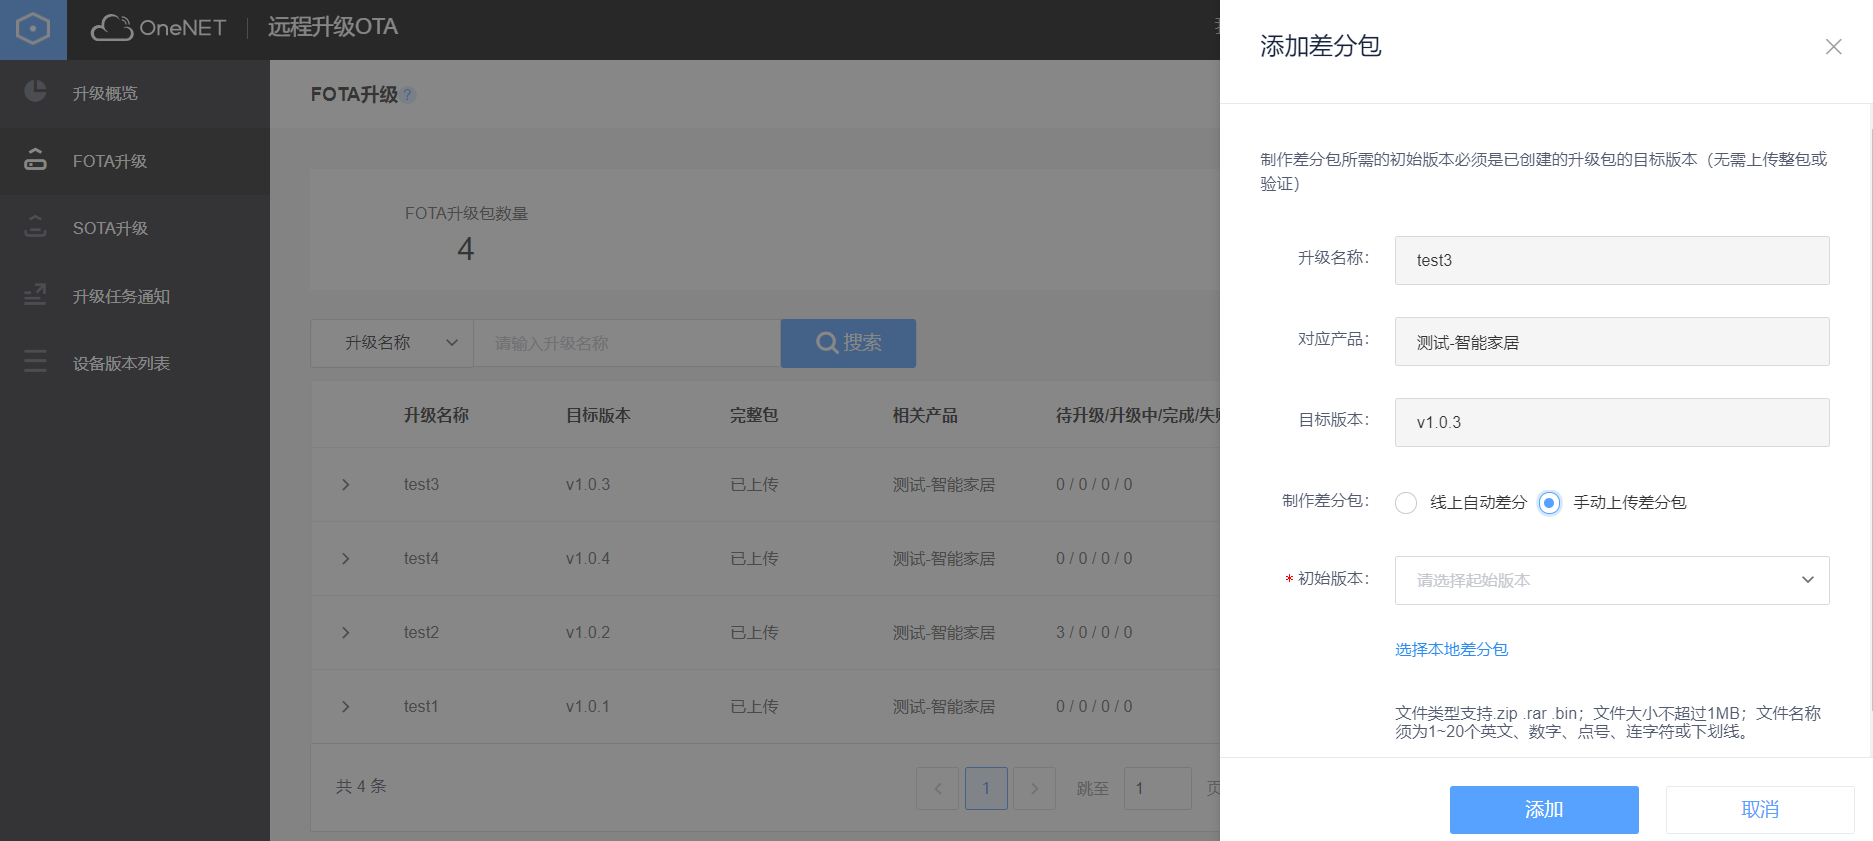 OneNET
远程升级OTA
升级概览
FOTA升级
SOTA升级
升级任务通知
设备版本列表
FOTA升级?
FOTA升级包数量
4
升级名称
请输入升级名称
搜索
升级名称 目标版本 完整包 相关产品 待升级/升级中/完成/失
test3 v1.0.3 已上传 测试-智能家居 0 / 0 / 0 / 0
test4 v1.0.4 已上传 测试-智能家居 0 / 0 / 0 / 0
test2 v1.0.2 已上传 测试-智能家居 3 / 0 / 0 / 0
test1 v1.0.1 已上传 测试-智能家居 0 / 0 / 0 / 0
共 4 条
1 跳至 1 页
添加差分包
制作差分包所需的初始版本必须是已创建的升级包的目标版本（无需上传整包或
验证）
升级名称： test3
对应产品： 测试-智能家居
目标版本： v1.0.3
制作差分包： 线上自动差分 手动上传差分包
* 初始版本： 请选择起始版本
选择本地差分包
文件类型支持.zip .rar .bin；文件大小不超过1MB；文件名称
须为1~20个英文、数字、点号、连字符或下划线。
添加
取消